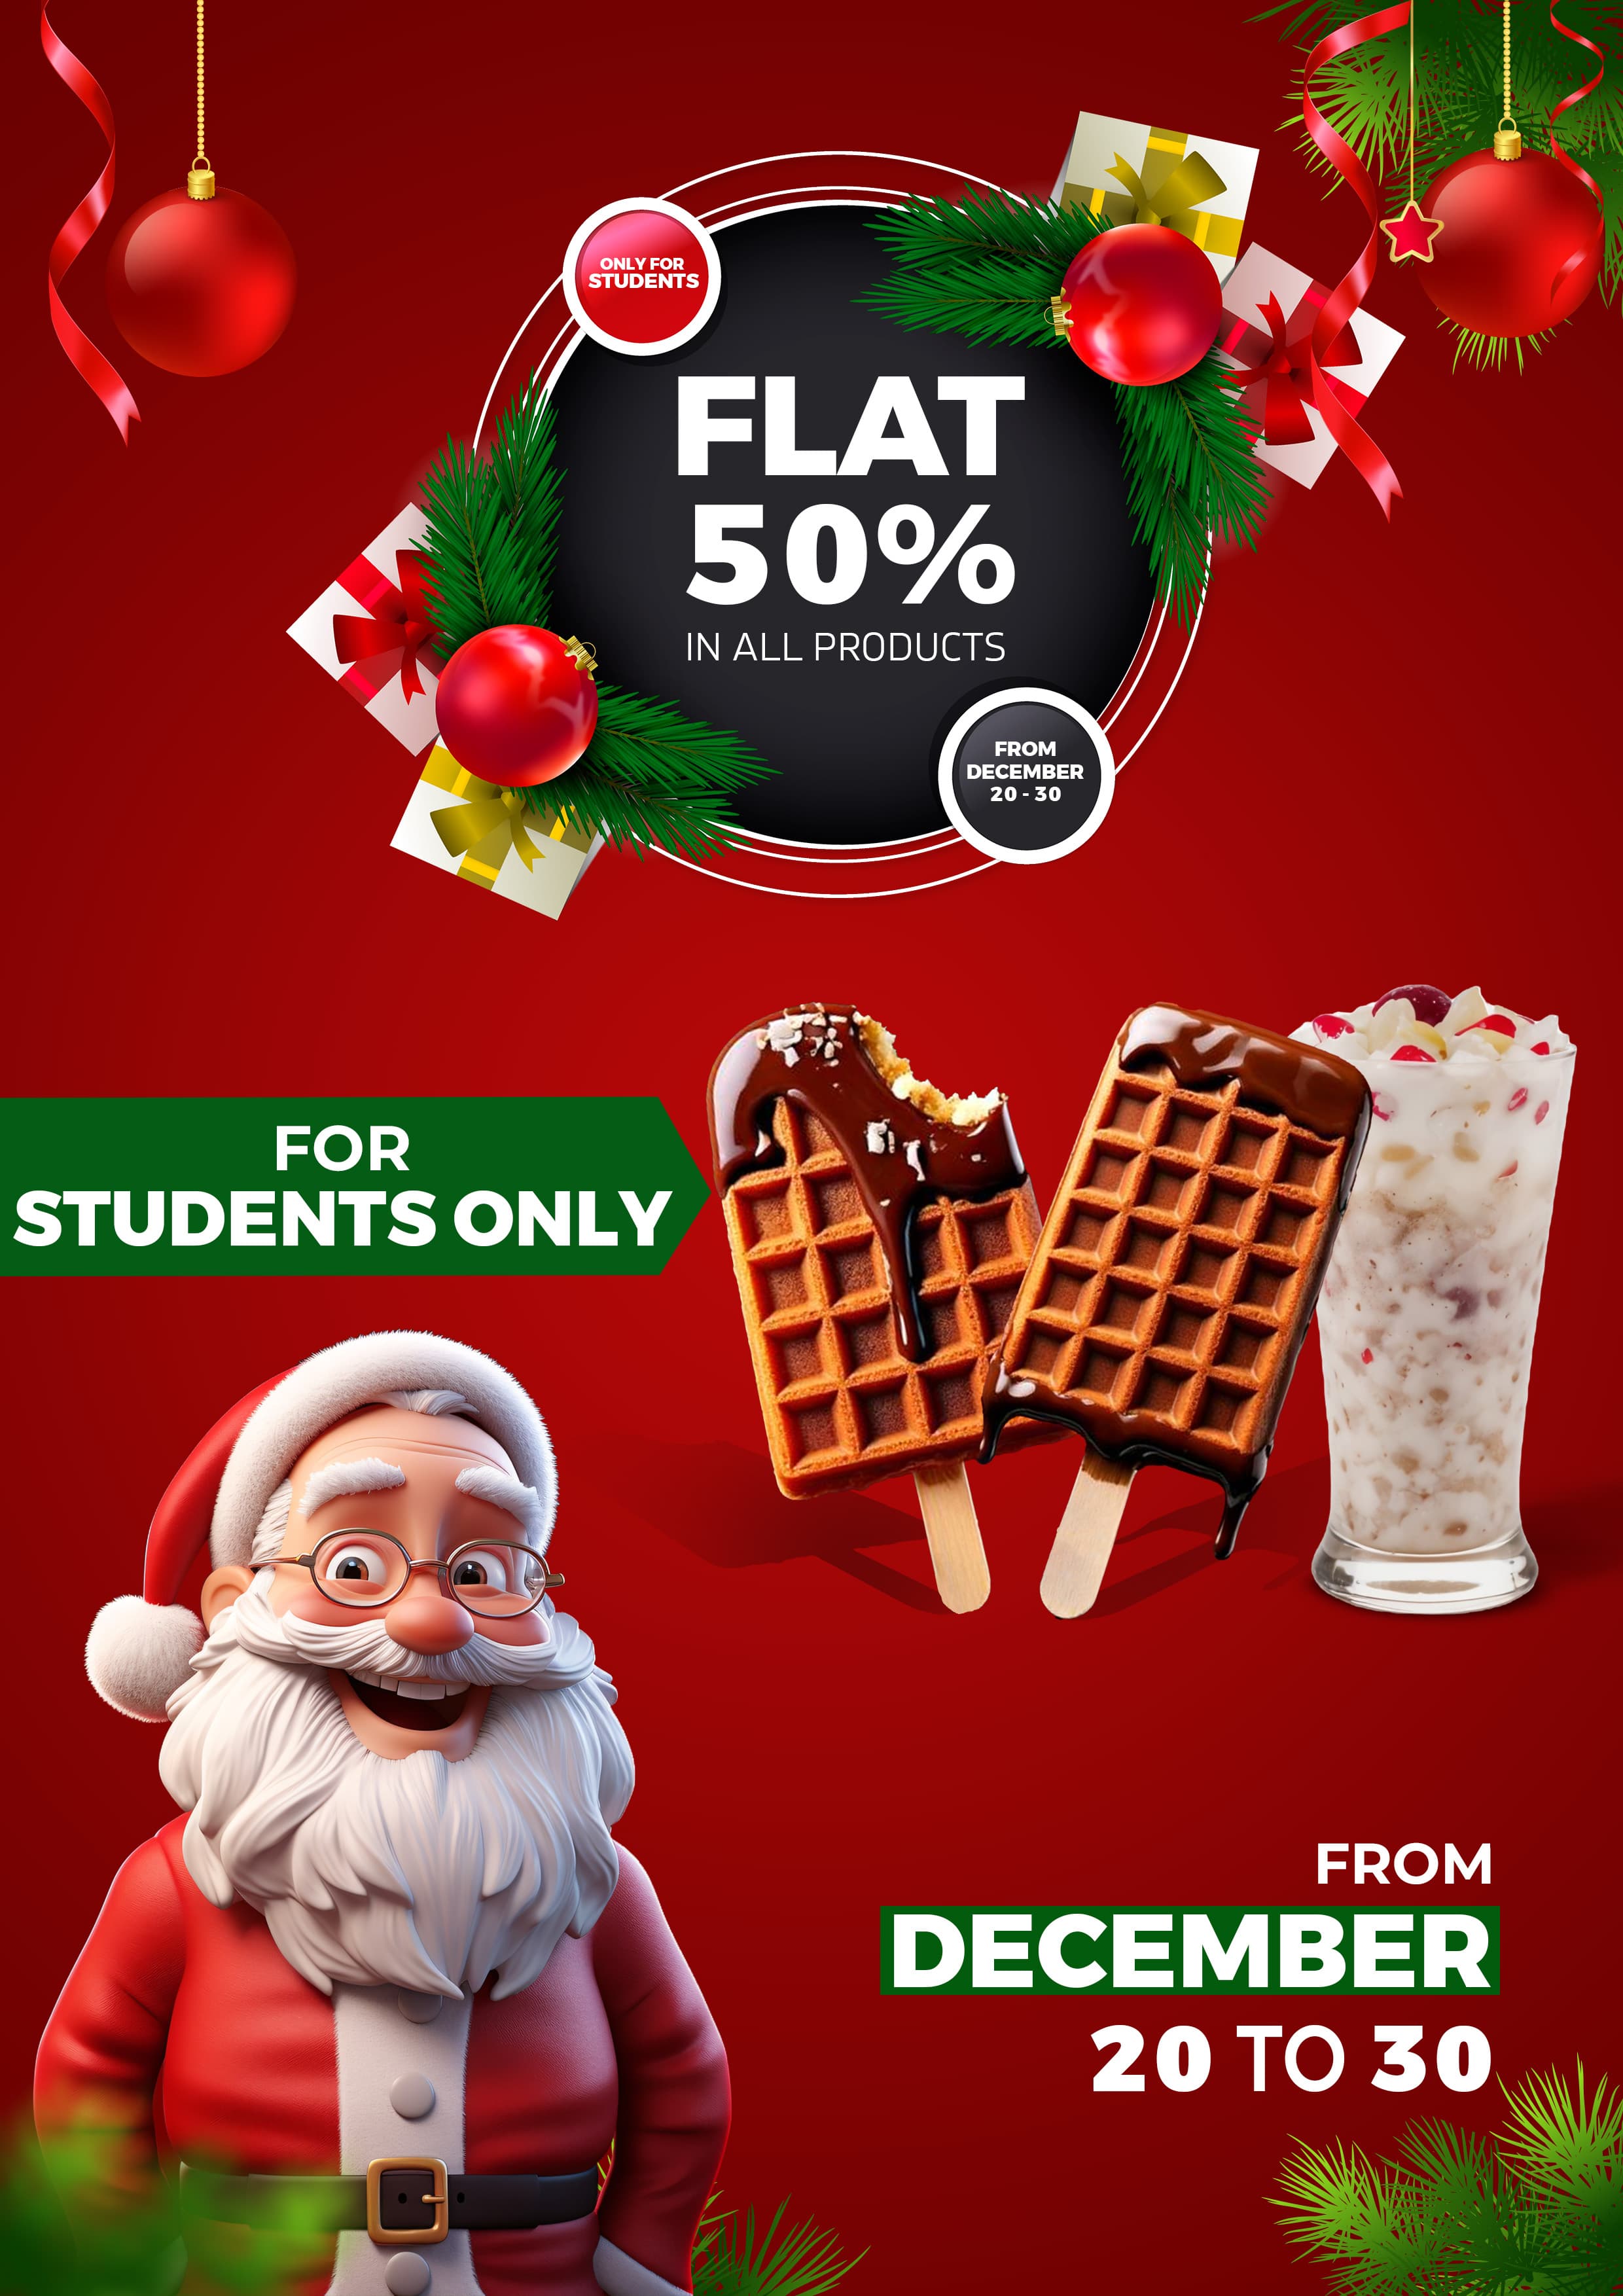 ONLY FOR
STUDENTS
FLAT
50%
IN ALL PRODUCTS
FROM
DECEMBER
20 - 30
FOR
STUDENTS ONLY
FROM
DECEMBER
20 TO 30